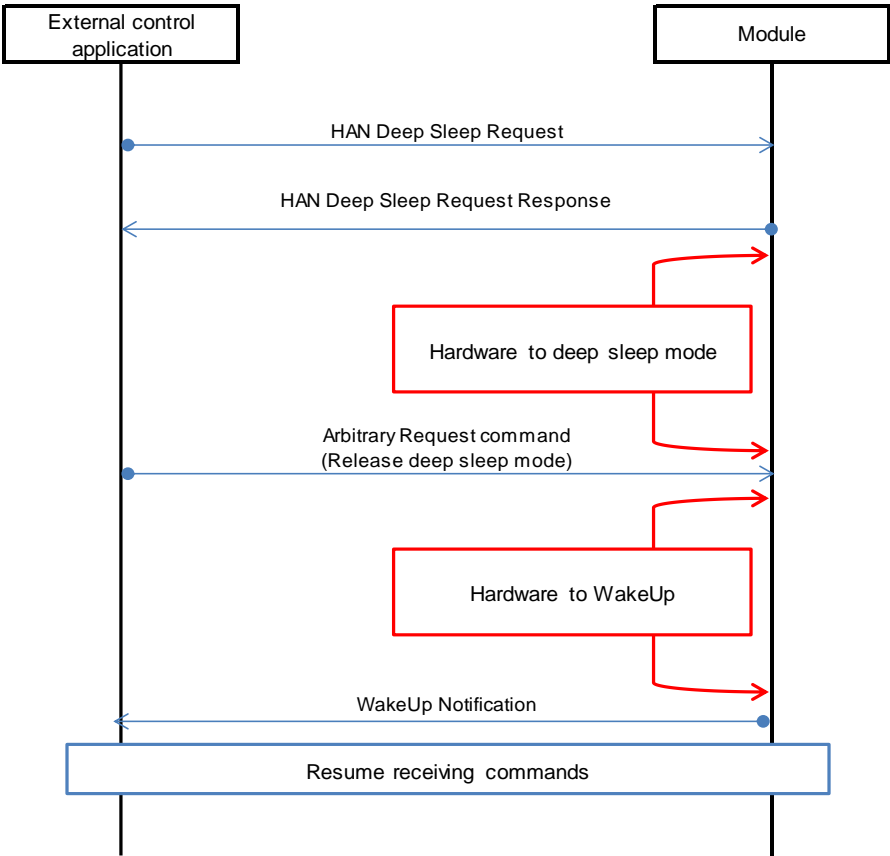 External control
application
Module
HAN Deep Sleep Request
HAN Deep Sleep Request Response
Hardware to deep sleep mode
Arbitrary Request command
(Release deep sleep mode)
Hardware to WakeUp
WakeUp Notification
Resume receiving commands